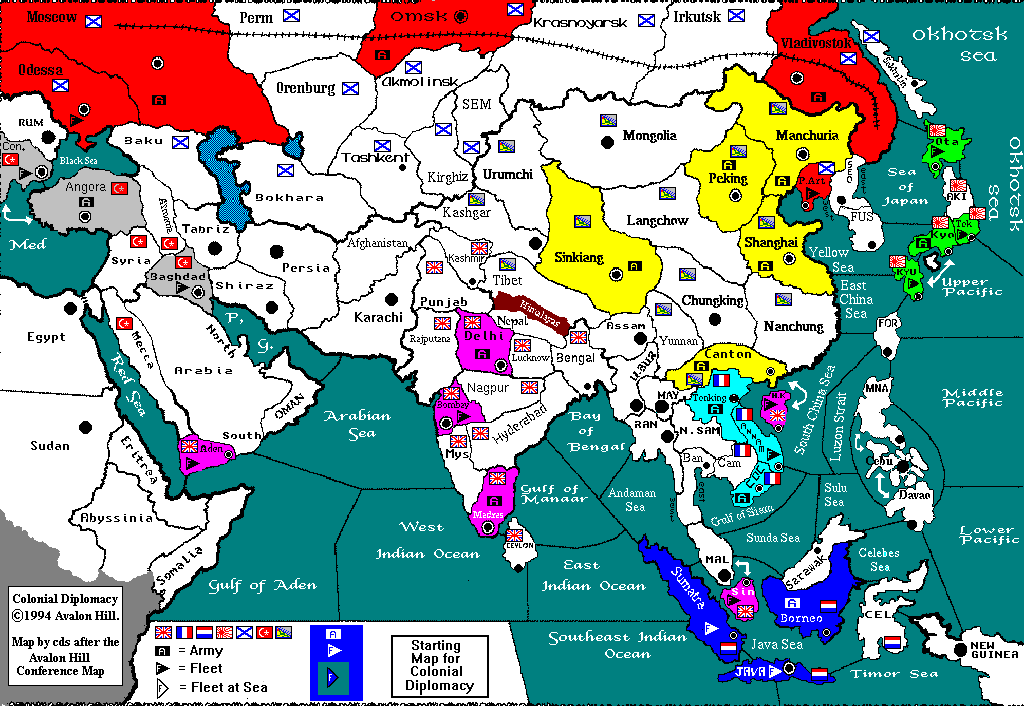 Moscow
Perm
Omsk
Krasnoyarsk
Irkutsk
Okhotsk
sea
Vladivostok
Sakhalin
Odessa
Akmolinsk
Orenburg
SEM
RUM
Baku
Mongolia
Manchuria
Ota
Okhotsk
sea
Con.
Black Sea
Tashkent
Kirghiz
Urumchi
Peking
P.Art
Seoul
Sea
of
Japan
AKI
Angora
Armenia
Bokhara
Kashgar
Langchow
FUS
Kyo
Tok
Med
Tabriz
Afghanistan
Kashmir
Shanghai
Yellow
Sea
KYU
Upper
Pacific
Syria
Baghdad
Persia
Shiraz
Tibet
Sinkiang
East
China
Sea
Egypt
P.
G.
Karachi
Punjab
Himalayas
Chungking
Nanchung
FOR
Mecca
North
Arabia
Rajputana
Delhi
Nepal
Lucknow
Bengal
Assam
Yunnan
Canton
Red Sea
OMAN
Nagpur
U.BUR
MAY
Tonking
H.K.
South China Sea
Luzon Strait
MNA
Middle
Pacific
Sudan
Eritrea
South
Aden
Arabian
Sea
Bombay
Hyderabad
Mys
Bay
of
Bengal
RAN
N.SAM
ANNAM
Ban
Cam
Cebu
Davao
Abyssinia
Madras
Gulf of
Manaar
Andaman
Sea
Gulf of Siam
Sulu
Sea
Somalia
West
Indian Ocean
CEYLON
Sunda Sea
Celebes
Sea
Lower
Pacific
Gulf of Aden
East
Indian Ocean
MAL
Sin
Sumatra
Sarawak
Borneo
CEL
Colonial Diplomacy
©1994 Avalon Hill.
Map by cds after the
Avalon Hill
Conference Map
= Army
= Fleet
= Fleet at Sea
Starting
Map for
Colonial
Diplomacy
Southeast Indian
Ocean
Java Sea
JAVA
Timor Sea
NEW
GUINEA